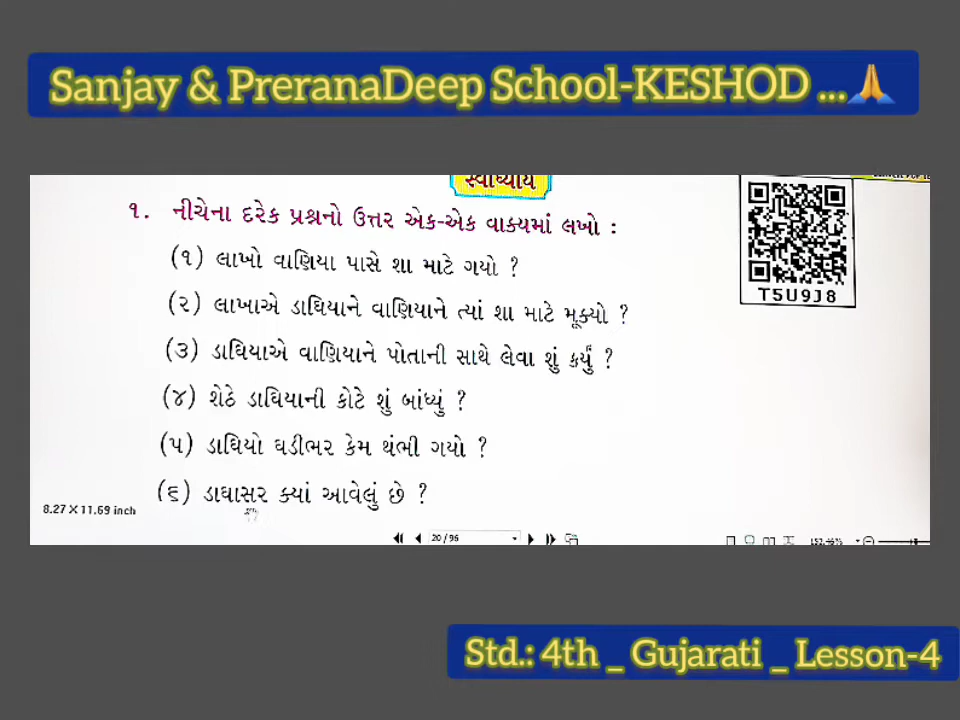 Sanjay & PreranaDeep School-KESHOD ...🙏
સ્વાધ્યાય
૧. નીચેના દરેક પ્રશ્નનો ઉત્તર એક-એક વાક્યમાં લખો :
(૧) લાખો વાણિયા પાસે શા માટે ગયો ?
(૨) લાખાએ ડાઘિયાને વાણિયાને ત્યાં શા માટે મૂક્યો ?
(૩) ડાઘિયાએ વાણિયાને પોતાની સાથે લેવા શું કર્યું ?
(૪) શેઠે ડાઘિયાની કોટે શું બાંધ્યું ?
(૫) ડાઘિયો ઘડીભર કેમ થંભી ગયો ?
(૬) ડાઘાસર ક્યાં આવેલું છે ?
T5U9J8
8.27 X 11.69 inch
20 / 96
Std.: 4th _ Gujarati _ Lesson-4